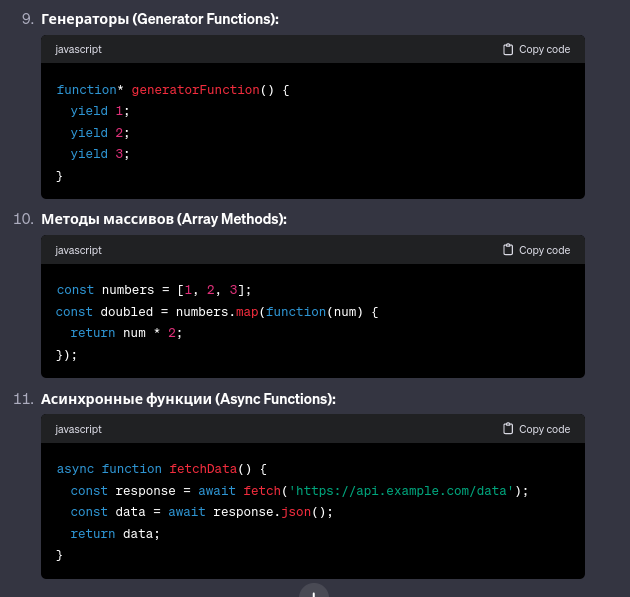 9. Генераторы (Generator Functions):
javascript Copy code
function* generatorFunction() {
  yield 1;
  yield 2;
  yield 3;
}
10. Методы массивов (Array Methods):
javascript Copy code
const numbers = [1, 2, 3];
const doubled = numbers.map(function(num) {
  return num * 2;
});
11. Асинхронные функции (Async Functions):
javascript Copy code
async function fetchData() {
  const response = await fetch('https://api.example.com/data');
  const data = await response.json();
  return data;
}